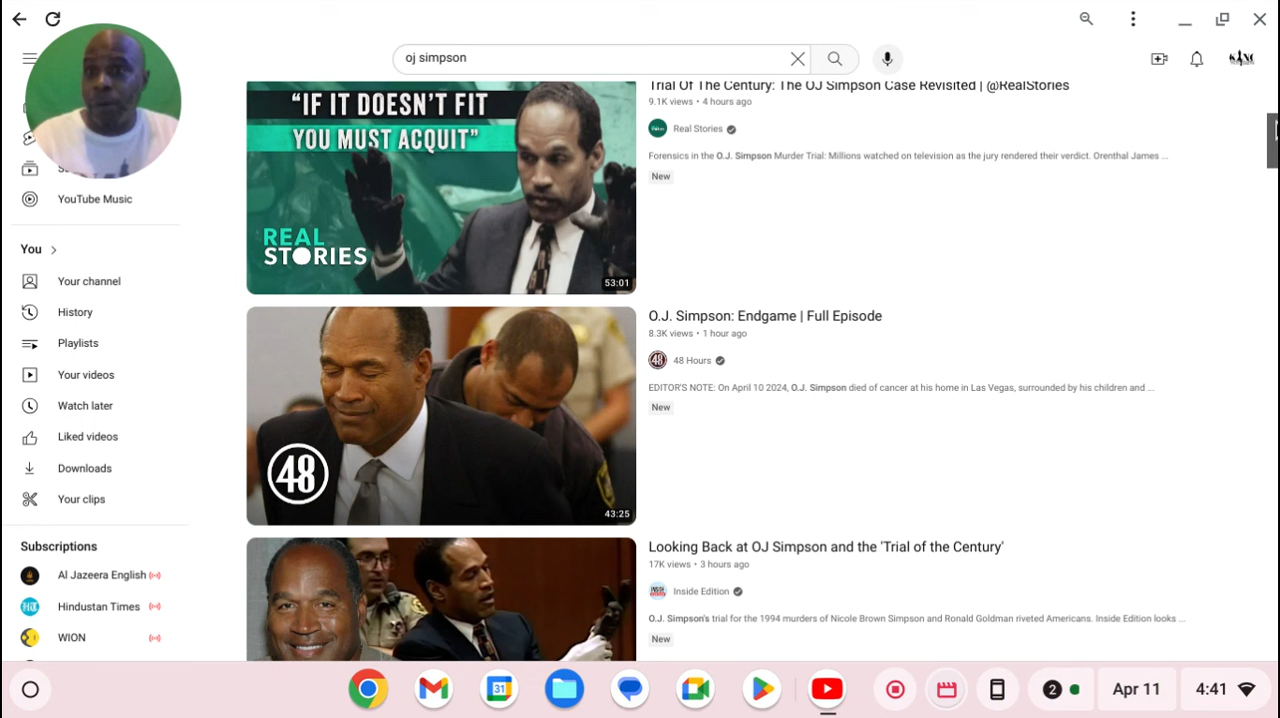 oj simpson
Trial Of The Century: The OJ Simpson Case Revisited | @RealStories
9.1K views • 4 hours ago
Real Stories
Forensics in the O.J. Simpson Murder Trial: Millions watched on television as the jury rendered their verdict. Orenthal James ...
New
"IF IT DOESN'T FIT
YOU MUST ACQUIT"
REAL
STORIES
53:01
YouTube Music
You
Your channel
History
Playlists
Your videos
Watch later
Liked videos
Downloads
Your clips
O.J. Simpson: Endgame | Full Episode
8.3K views • 1 hour ago
48 Hours
EDITOR'S NOTE: On April 10 2024, O.J. Simpson died of cancer at his home in Las Vegas, surrounded by his children and ...
New
48
43:25
Subscriptions
Al Jazeera English
Hindustan Times
WION
Looking Back at OJ Simpson and the 'Trial of the Century'
17K views • 3 hours ago
Inside Edition
O.J. Simpson's trial for the 1994 murders of Nicole Brown Simpson and Ronald Goldman riveted Americans. Inside Edition looks ...
New
31
2
Apr 11
4:41